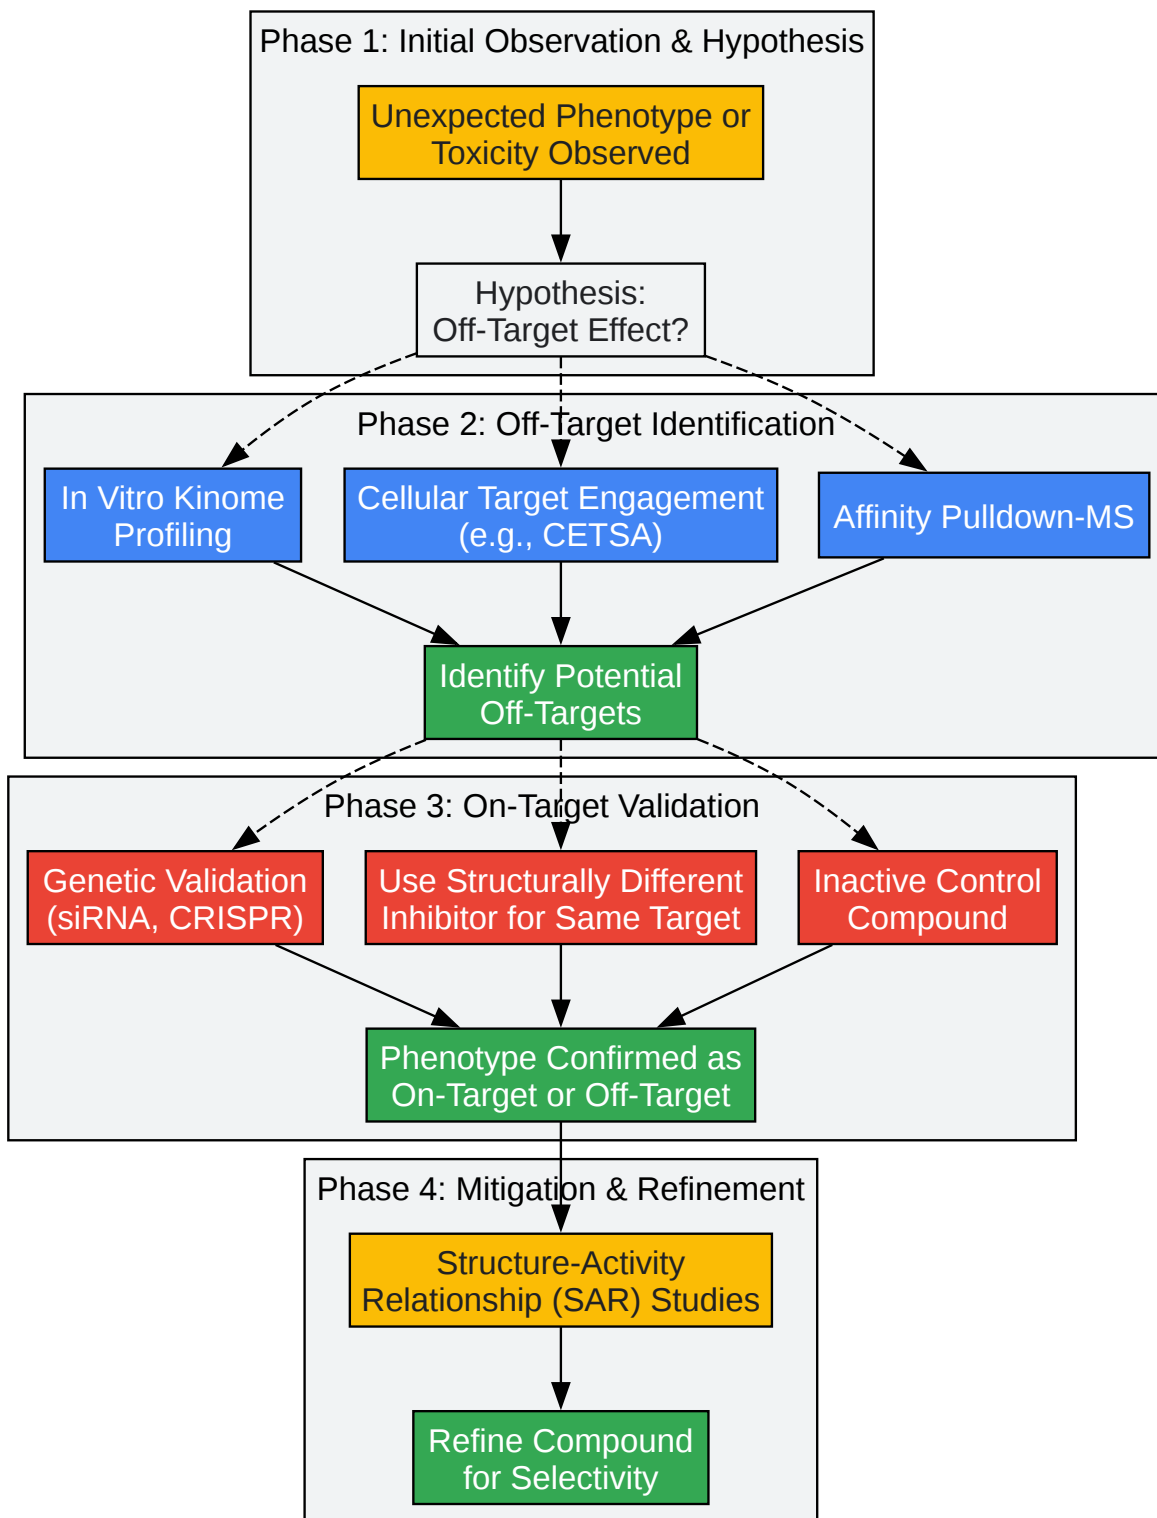 Phase 1: Initial Observation & Hypothesis
Unexpected Phenotype or
Toxicity Observed
Hypothesis:
Off-Target Effect?
Phase 2: Off-Target Identification
In Vitro Kinome
Profiling
Cellular Target Engagement
(e.g., CETSA)
Affinity Pulldown-MS
Identify Potential
Off-Targets
Phase 3: On-Target Validation
Genetic Validation
(siRNA, CRISPR)
Use Structurally Different
Inhibitor for Same Target
Inactive Control
Compound
Phenotype Confirmed as
On-Target or Off-Target
Phase 4: Mitigation & Refinement
Structure-Activity
Relationship (SAR) Studies
Refine Compound
for Selectivity